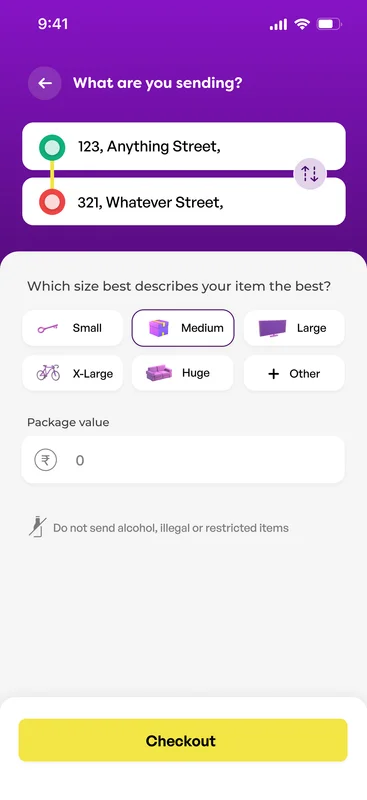 9:41
What are you sending?
123, Anything Street,
321, Whatever Street,
Which size best describes your item the best?
Small
Medium
Large
X-Large
Huge
+ Other
Package value
₹ 0
Do not send alcohol, illegal or restricted items
Checkout